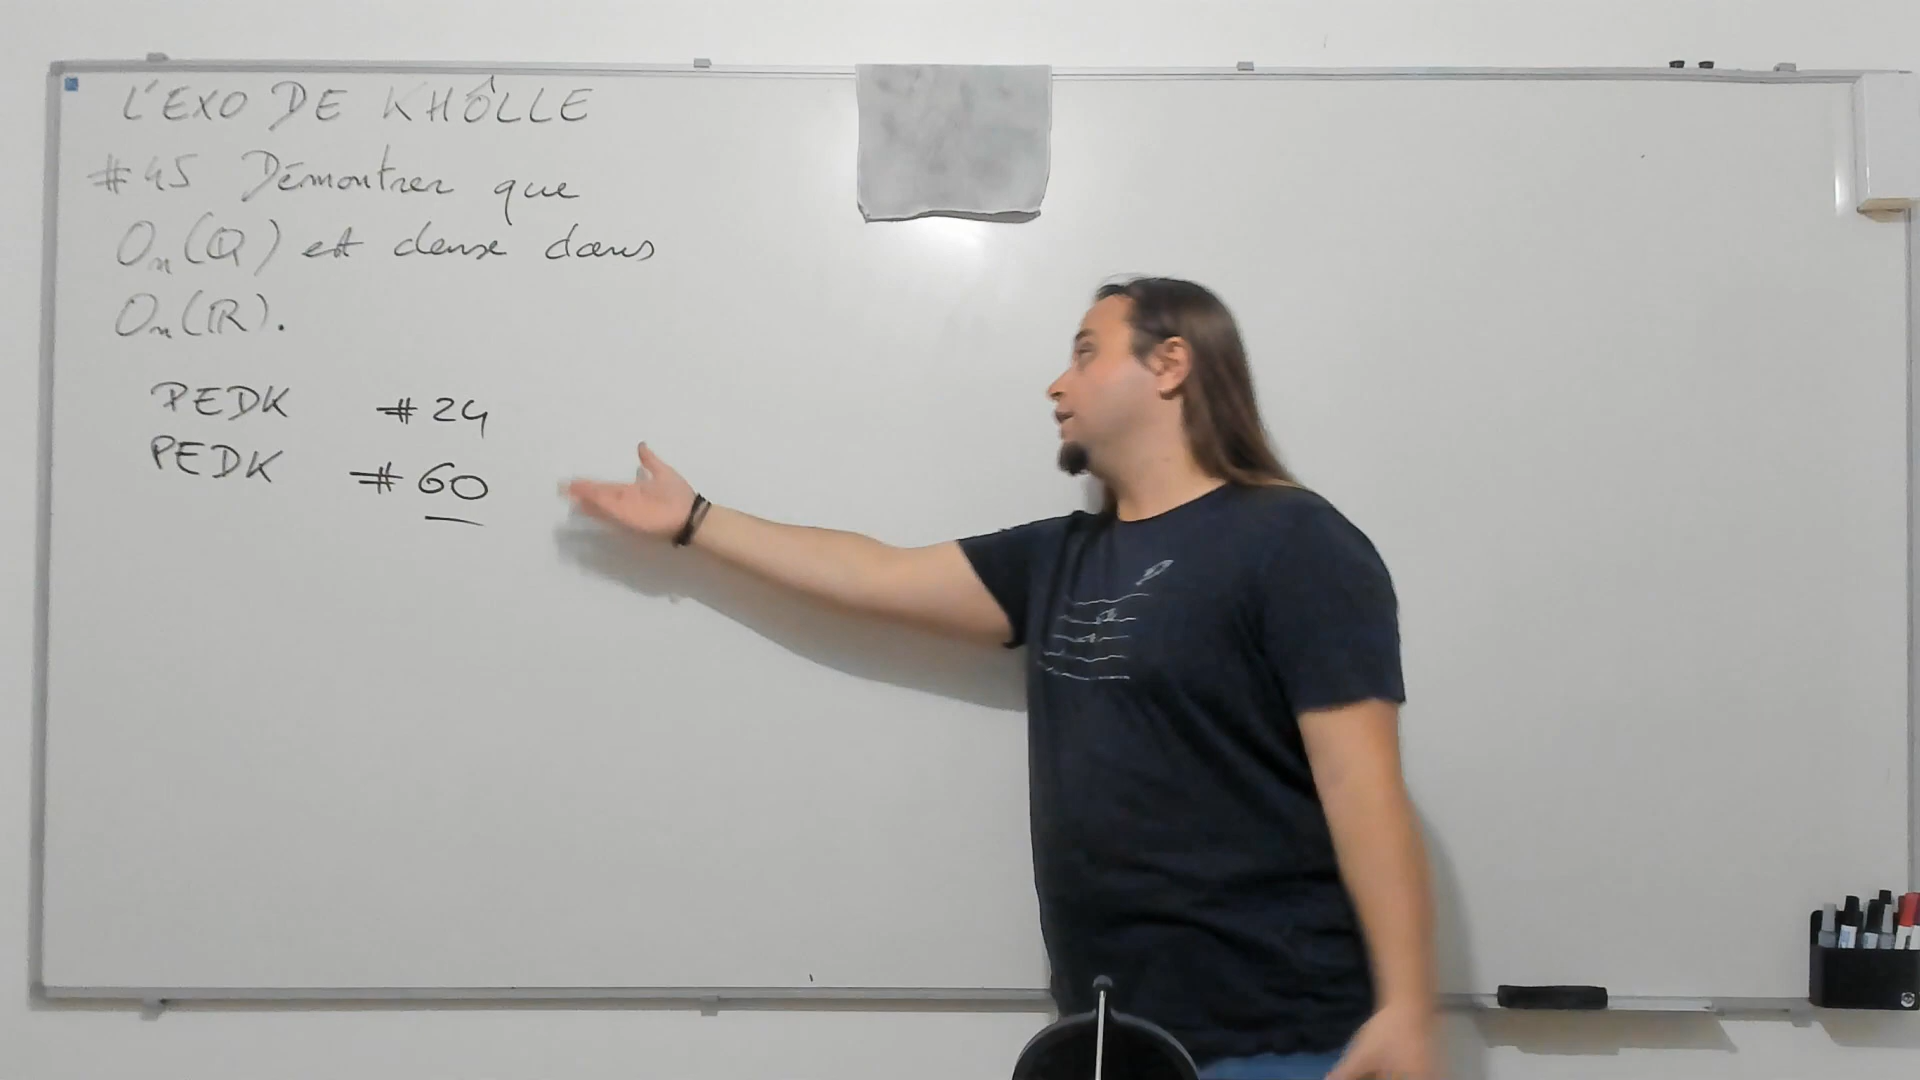 L'EXO DE KHÔLLE
#45 Démontrer que
On(Q) est dense dans
On(R).
PEDK #24
PEDK #60